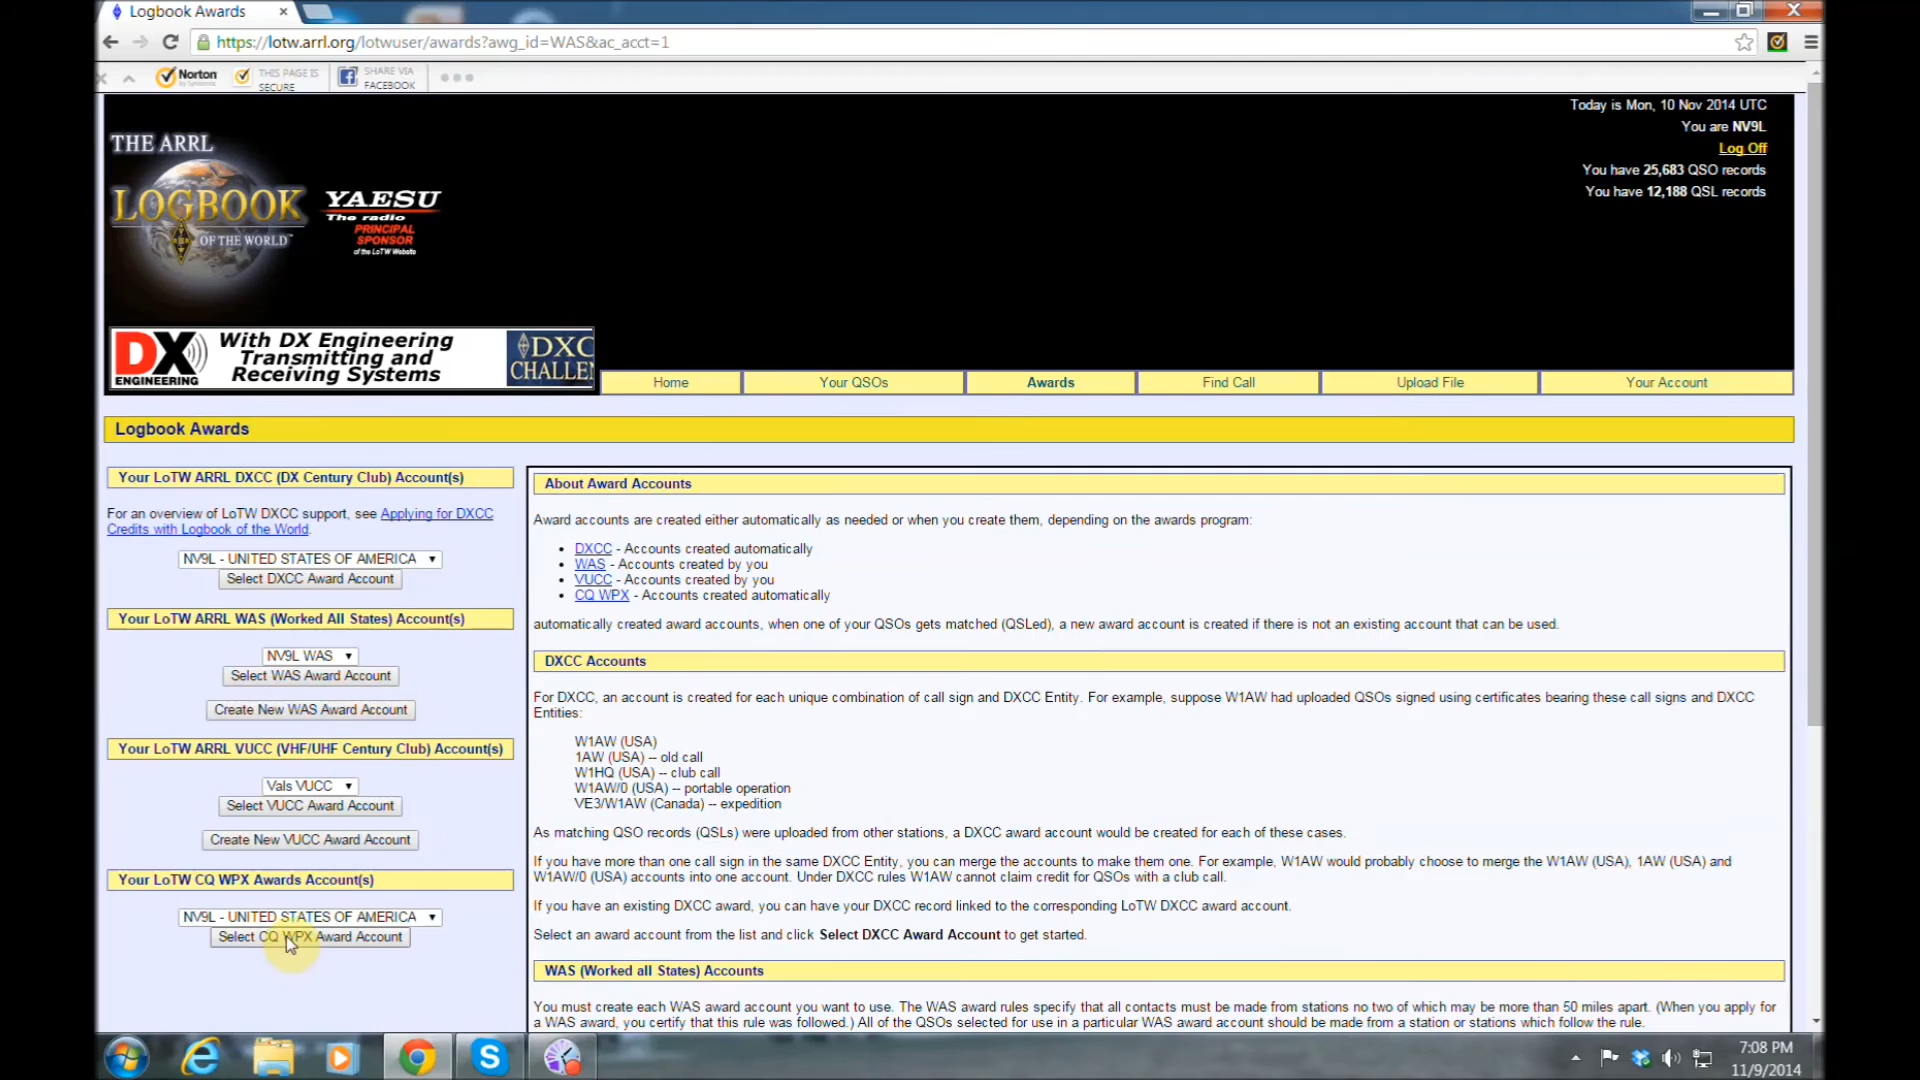 Logbook Awards
https://lotw.arrl.org/lotwuser/awards?awg_id=WAS&ac_acct=1
Norton
THIS PAGE IS
SECURE
SHARE VIA
FACEBOOK
Today is Mon, 10 Nov 2014 UTC
You are NV9L
Log Off
You have 25,683 QSO records
You have 12,188 QSL records
THE ARRL
LOGBOOK
OF THE WORLD
YAESU
The radio
PRINCIPAL
SPONSOR
of the LoTW Website
DX
ENGINEERING
With DX Engineering
Transmitting and
Receiving Systems
DXC
CHALLEN
Home
Your QSOs
Awards
Find Call
Upload File
Your Account
Logbook Awards
Your LoTW ARRL DXCC (DX Century Club) Account(s)
For an overview of LoTW DXCC support, see Applying for DXCC
Credits with Logbook of the World.
NV9L - UNITED STATES OF AMERICA
Select DXCC Award Account
Your LoTW ARRL WAS (Worked All States) Account(s)
NV9L WAS
Select WAS Award Account
Create New WAS Award Account
Your LoTW ARRL VUCC (VHF/UHF Century Club) Account(s)
Vals VUCC
Select VUCC Award Account
Create New VUCC Award Account
Your LoTW CQ WPX Awards Account(s)
NV9L - UNITED STATES OF AMERICA
Select CQ WPX Award Account
About Award Accounts
Award accounts are created either automatically as needed or when you create them, depending on the awards program:
• DXCC - Accounts created automatically
• WAS - Accounts created by you
• VUCC - Accounts created by you
• CQ WPX - Accounts created automatically
automatically created award accounts, when one of your QSOs gets matched (QSLed), a new award account is created if there is not an existing account that can be used.
DXCC Accounts
For DXCC, an account is created for each unique combination of call sign and DXCC Entity. For example, suppose W1AW had uploaded QSOs signed using certificates bearing these call signs and DXCC
Entities:
W1AW (USA)
1AW (USA) -- old call
W1HQ (USA) -- club call
W1AW/0 (USA) -- portable operation
VE3/W1AW (Canada) -- expedition
As matching QSO records (QSLs) were uploaded from other stations, a DXCC award account would be created for each of these cases.
If you have more than one call sign in the same DXCC Entity, you can merge the accounts to make them one. For example, W1AW would probably choose to merge the W1AW (USA), 1AW (USA) and
W1AW/0 (USA) accounts into one account. Under DXCC rules W1AW cannot claim credit for QSOs with a club call.
If you have an existing DXCC award, you can have your DXCC record linked to the corresponding LoTW DXCC award account.
Select an award account from the list and click Select DXCC Award Account to get started.
WAS (Worked all States) Accounts
You must create each WAS award account you want to use. The WAS award rules specify that all contacts must be made from stations no two of which may be more than 50 miles apart. (When you apply for
a WAS award, you certify that this rule was followed.) All of the QSOs selected for use in a particular WAS award account should be made from a station or stations which follow the rule.
7:08 PM
11/9/2014